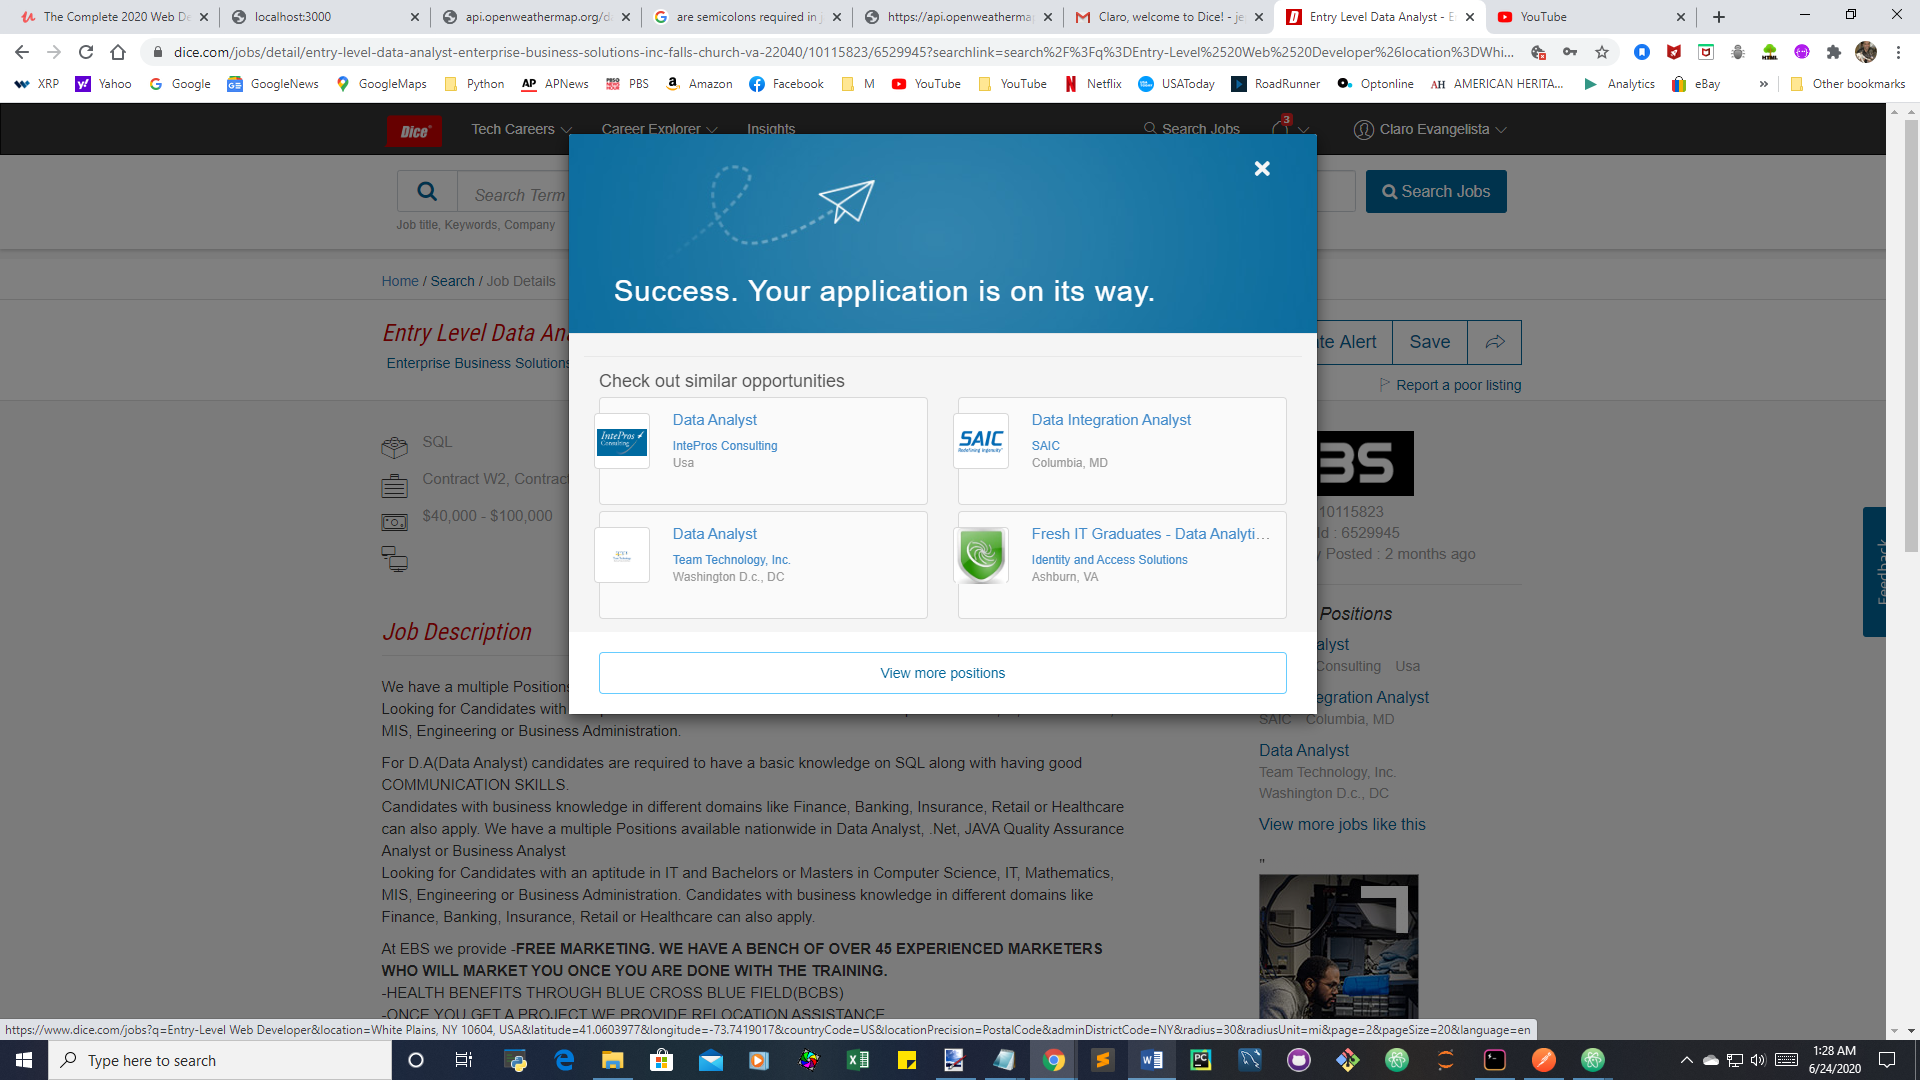 The Complete 2020 Web De
localhost:3000
api.openweathermap.org/da
are semicolons required in j
https://api.openweatherma
Claro, welcome to Dice! - je
Entry Level Data Analyst - E
YouTube
dice.com/jobs/detail/entry-level-data-analyst-enterprise-business-solutions-inc-falls-church-va-22040/10115823/6529945?searchlink=search%2F%3Fq%3DEntry-Level%2520Web%2520Developer%26location%3DWhi...
XRP
Yahoo
Google
GoogleNews
GoogleMaps
Python
AP APNews
PBS
Amazon
Facebook
M
YouTube
YouTube
Netflix
USAToday
RoadRunner
Optonline
AH AMERICAN HERITA...
Analytics
eBay
»
Other bookmarks
Dice
Tech Careers
Career Explorer
Insights
Search Jobs
3
Claro Evangelista
Search Term
Search Jobs
Job title, Keywords, Company
Home / Search / Job Details
Success. Your application is on its way.
Entry Level Data An
Enterprise Business Solutions
te Alert
Save
Report a poor listing
Check out similar opportunities
IntePros Consulting
Data Analyst
IntePros Consulting
Usa
SAIC
Redefining Ingenuity
Data Integration Analyst
SAIC
Columbia, MD
Data Analyst
Team Technology, Inc.
Washington D.c., DC
Fresh IT Graduates - Data Analyti...
Identity and Access Solutions
Ashburn, VA
View more positions
SQL
Contract W2, Contrac
$40,000 - $100,000
BS
10115823
Id : 6529945
y Posted : 2 months ago
Feedback
Positions
alyst
Consulting Usa
egration Analyst
SAIC Columbia, MD
Data Analyst
Team Technology, Inc.
Washington D.c., DC
View more jobs like this
"
Job Description
We have a multiple Positions
Looking for Candidates with
MIS, Engineering or Business Administration.
For D.A(Data Analyst) candidates are required to have a basic knowledge on SQL along with having good
COMMUNICATION SKILLS.
Candidates with business knowledge in different domains like Finance, Banking, Insurance, Retail or Healthcare
can also apply. We have a multiple Positions available nationwide in Data Analyst, .Net, JAVA Quality Assurance
Analyst or Business Analyst
Looking for Candidates with an aptitude in IT and Bachelors or Masters in Computer Science, IT, Mathematics,
MIS, Engineering or Business Administration. Candidates with business knowledge in different domains like
Finance, Banking, Insurance, Retail or Healthcare can also apply.
At EBS we provide -FREE MARKETING. WE HAVE A BENCH OF OVER 45 EXPERIENCED MARKETERS
WHO WILL MARKET YOU ONCE YOU ARE DONE WITH THE TRAINING.
-HEALTH BENEFITS THROUGH BLUE CROSS BLUE FIELD(BCBS)
-ONCE YOU GET A PROJECT WE PROVIDE RELOCATION ASSISTANCE
https://www.dice.com/jobs?q=Entry-Level Web Developer&location=White Plains, NY 10604, USA&latitude=41.0603977&longitude=-73.7419017&countryCode=US&locationPrecision=PostalCode&adminDistrictCode=NY&radius=30&radiusUnit=mi&page=2&pageSize=20&language=en
Type here to search
1:28 AM
6/24/2020